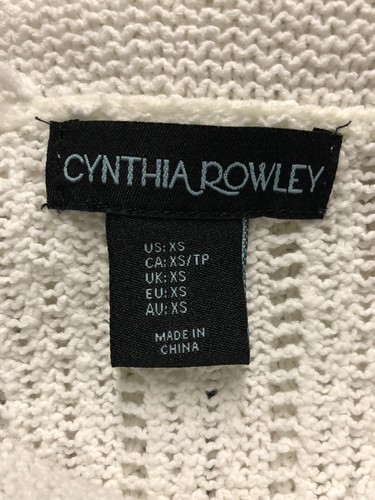 CYNTHIA ROWLEY
US: XS
CA: XS/TP
UK: XS
EU: XS
AU: XS
MADE IN
CHINA